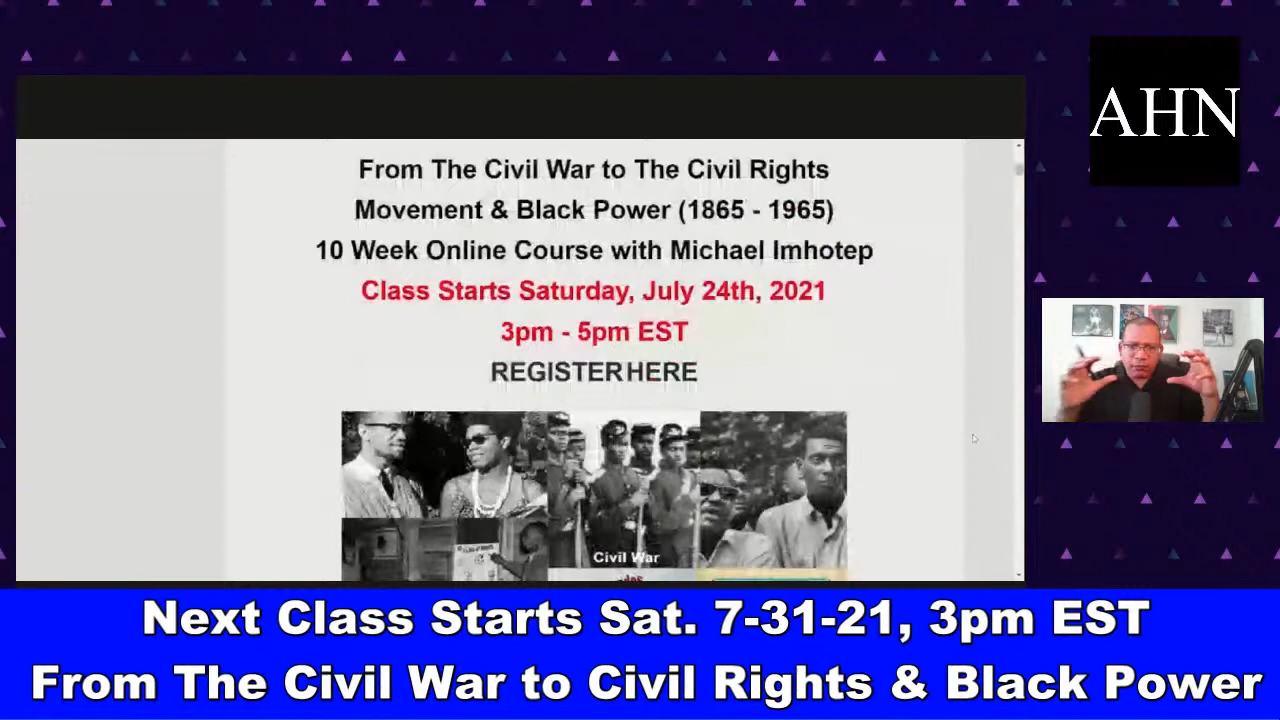 AHN
From The Civil War to The Civil Rights
Movement & Black Power (1865 - 1965)
10 Week Online Course with Michael Imhotep
Class Starts Saturday, July 24th, 2021
3pm - 5pm EST
REGISTER HERE
Civil War
Next Class Starts Sat. 7-31-21, 3pm EST
From The Civil War to Civil Rights & Black Power